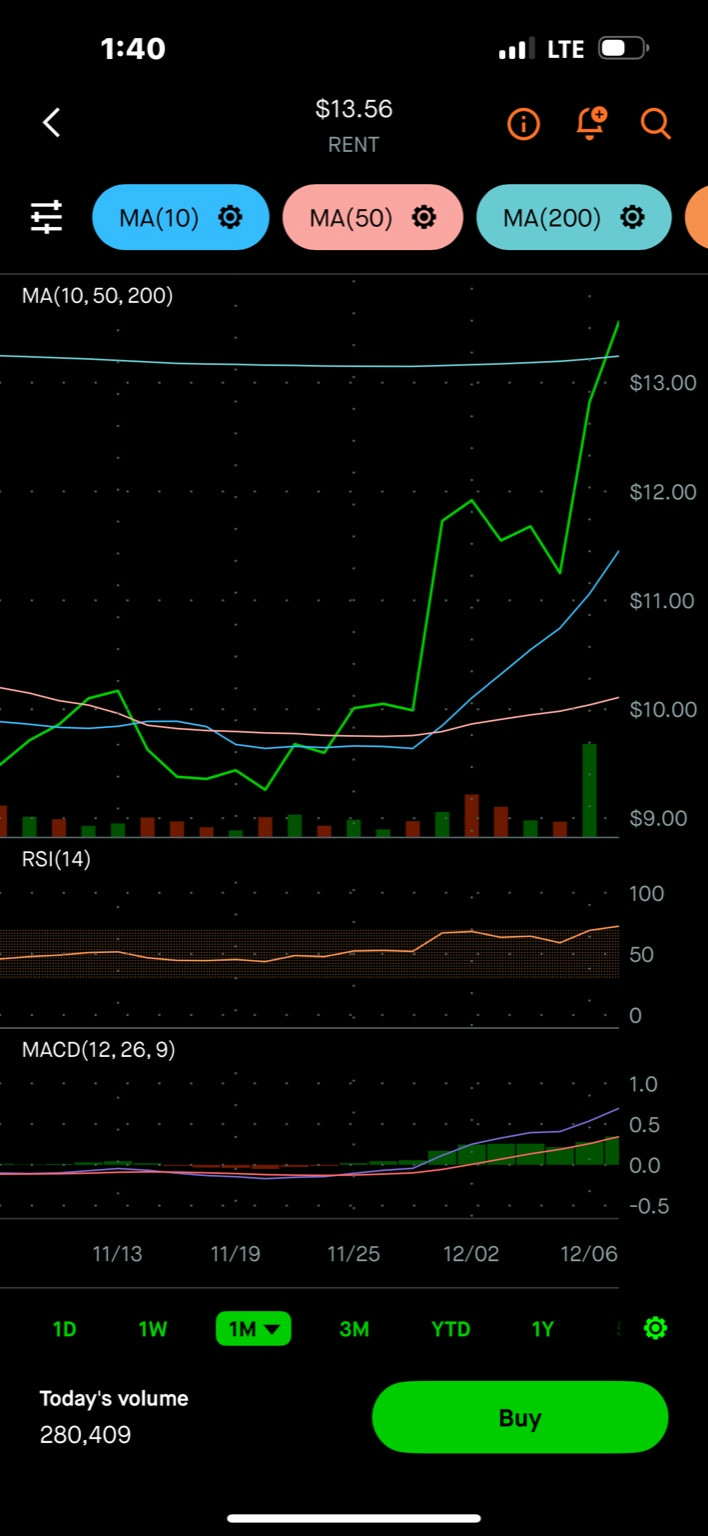 1:40 LTE
$13.56
RENT
MA(10) MA(50) MA(200)
MA(10,50,200)
$13.00
$12.00
$11.00
$10.00
$9.00
RSI(14)
100
50
0
MACD(12,26,9)
1.0
0.5
0.0
-0.5
11/13 11/19 11/25 12/02 12/06
1D 1W 1M 3M YTD 1Y
Today's volume
280,409
Buy